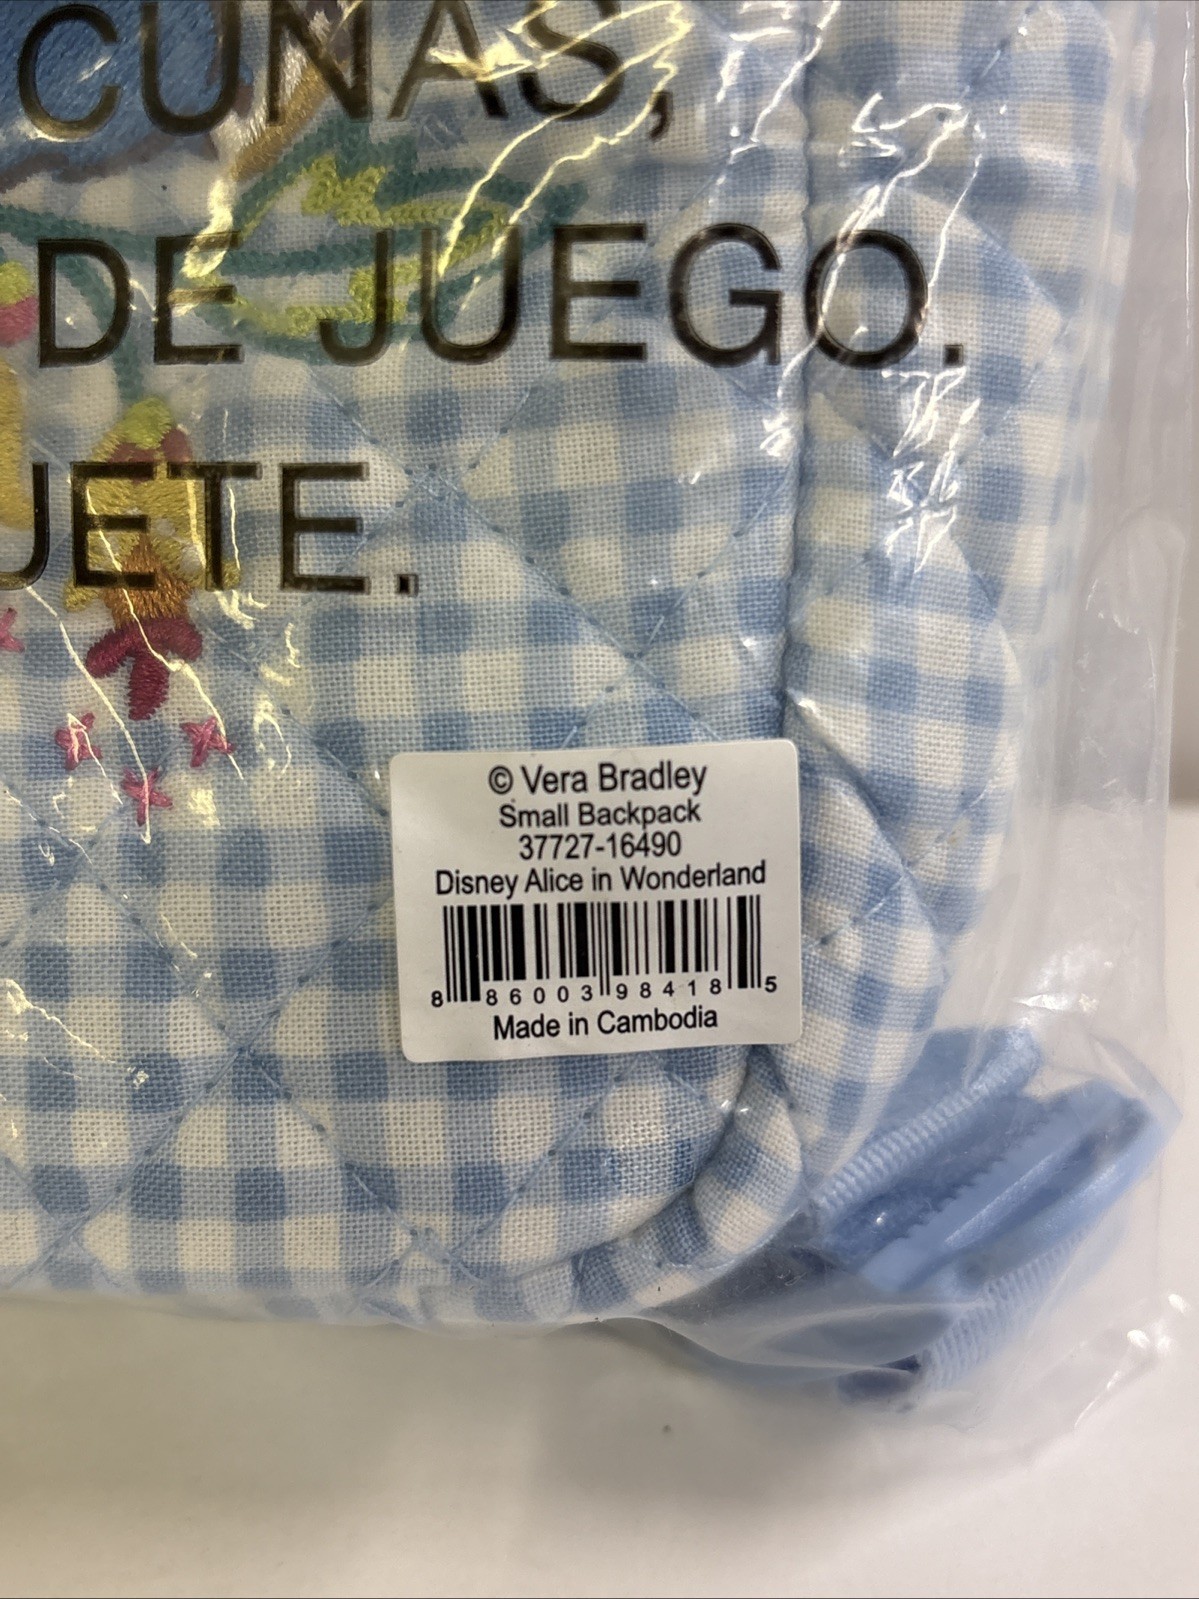 CUNAS,
DE JUEGO.
UETE.
© Vera Bradley
Small Backpack
37727-16490
Disney Alice in Wonderland
8 86003 98418 5
Made in Cambodia